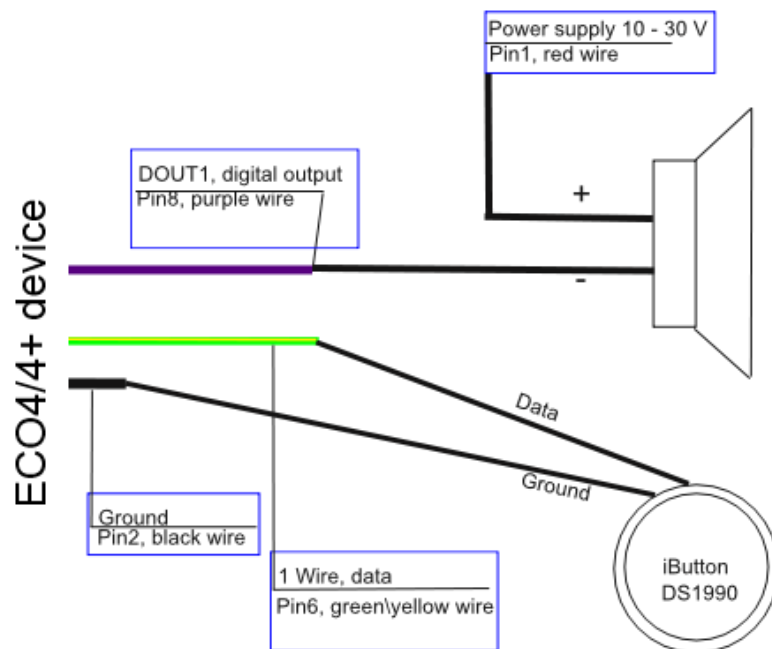 Power supply 10 - 30 V
Pin1, red wire
DOUT1, digital output
Pin8, purple wire
+
-
ECO4/4+ device
Data
Ground
Ground
Pin2, black wire
1 Wire, data
Pin6, green\yellow wire
iButton
DS1990